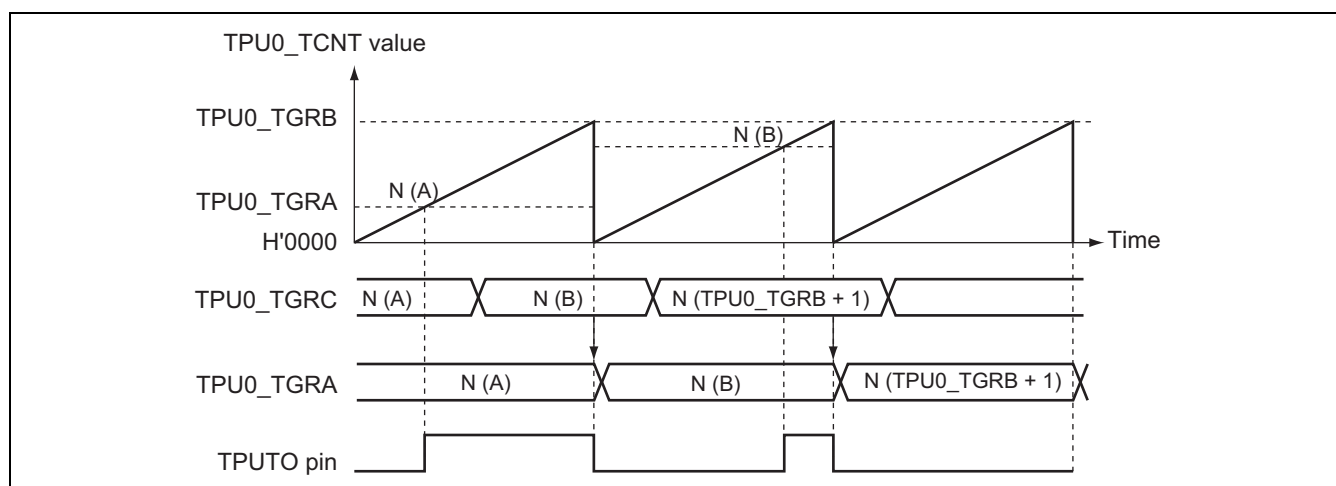 TPU0_TCNT value
TPU0_TGRB
N (B)
N (A)
TPU0_TGRA
H'0000
Time
TPU0_TGRC N (A) N (B) N (TPU0_TGRB + 1)
TPU0_TGRA N (A) N (B) N (TPU0_TGRB + 1)
TPUTO pin